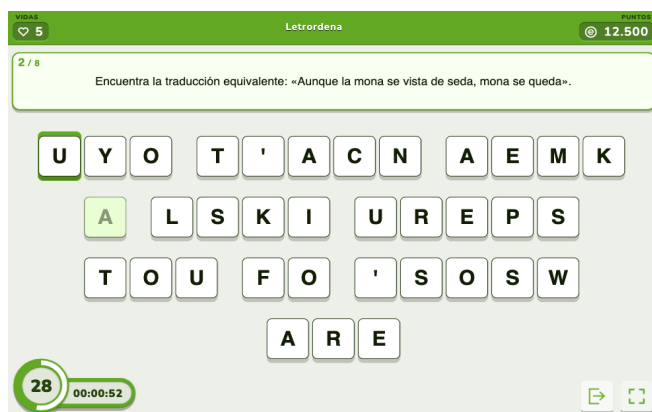 VIDAS
5
Letrordena
PUNTOS
12.500
2 / 8
Encuentra la traducción equivalente: «Aunque la mona se vista de seda, mona se queda».
U Y O T ' A C N A E M K
A L S K I U R E P S
T O U F O ' S O S W
A R E
28
00:00:52